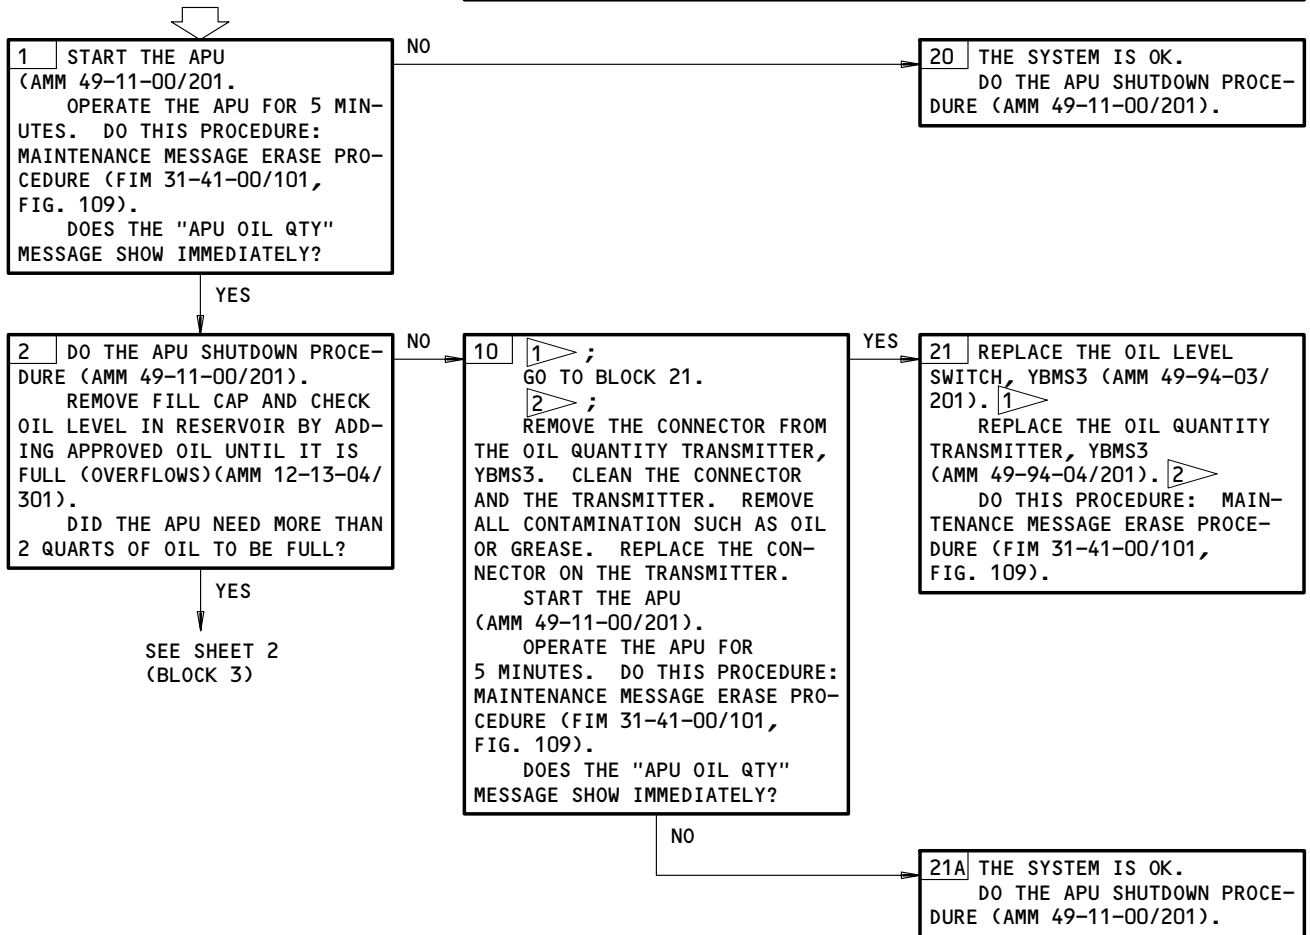 1 START THE APU
(AMM 49-11-00/201.
OPERATE THE APU FOR 5 MIN-
UTES. DO THIS PROCEDURE:
MAINTENANCE MESSAGE ERASE PRO-
CEDURE (FIM 31-41-00/101,
FIG. 109).
DOES THE "APU OIL QTY"
MESSAGE SHOW IMMEDIATELY?
NO
20 THE SYSTEM IS OK.
DO THE APU SHUTDOWN PROCE-
DURE (AMM 49-11-00/201).
YES
2 DO THE APU SHUTDOWN PROCE-
DURE (AMM 49-11-00/201).
REMOVE FILL CAP AND CHECK
OIL LEVEL IN RESERVOIR BY ADD-
ING APPROVED OIL UNTIL IT IS
FULL (OVERFLOWS)(AMM 12-13-04/
301).
DID THE APU NEED MORE THAN
2 QUARTS OF OIL TO BE FULL?
NO
YES
SEE SHEET 2
(BLOCK 3)
10 1 ;
GO TO BLOCK 21.
2 ;
REMOVE THE CONNECTOR FROM
THE OIL QUANTITY TRANSMITTER,
YBMS3. CLEAN THE CONNECTOR
AND THE TRANSMITTER. REMOVE
ALL CONTAMINATION SUCH AS OIL
OR GREASE. REPLACE THE CON-
NECTOR ON THE TRANSMITTER.
START THE APU
(AMM 49-11-00/201).
OPERATE THE APU FOR
5 MINUTES. DO THIS PROCEDURE:
MAINTENANCE MESSAGE ERASE PRO-
CEDURE (FIM 31-41-00/101,
FIG. 109).
DOES THE "APU OIL QTY"
MESSAGE SHOW IMMEDIATELY?
YES
21 REPLACE THE OIL LEVEL
SWITCH, YBMS3 (AMM 49-94-03/
201). 1
REPLACE THE OIL QUANTITY
TRANSMITTER, YBMS3
(AMM 49-94-04/201). 2
DO THIS PROCEDURE: MAIN-
TENANCE MESSAGE ERASE PROCE-
DURE (FIM 31-41-00/101,
FIG. 109).
NO
21A THE SYSTEM IS OK.
DO THE APU SHUTDOWN PROCE-
DURE (AMM 49-11-00/201).